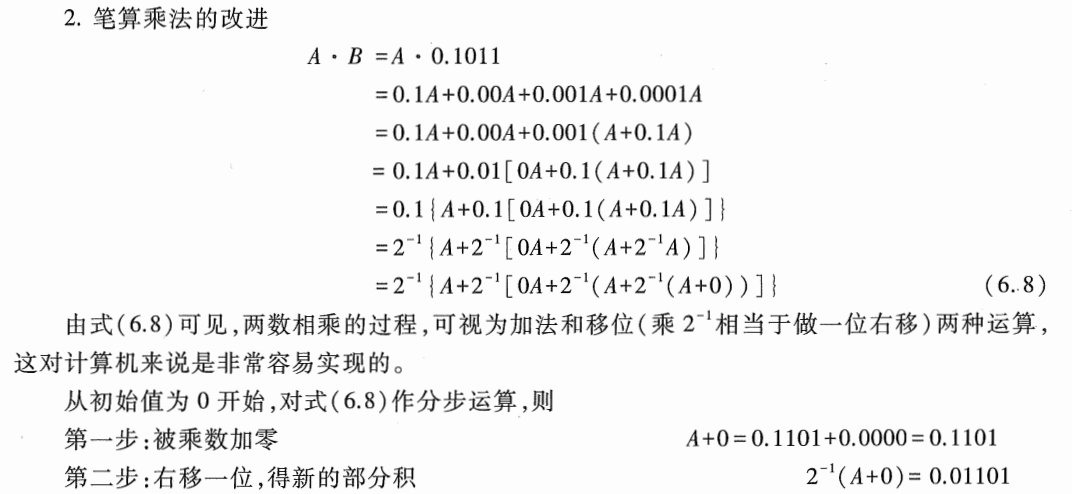 2. 笔算乘法的改进
A · B =A · 0.1011
=0.1A+0.00A+0.001A+0.0001A
=0.1A+0.00A+0.001(A+0.1A)
= 0.1A+0.01[0A+0.1(A+0.1A)]
=0.1{A+0.1[0A+0.1(A+0.1A)]}
=2⁻¹{A+2⁻¹[0A+2⁻¹(A+2⁻¹A)]}
=2⁻¹{A+2⁻¹[0A+2⁻¹(A+2⁻¹(A+0))]} (6.8)
由式(6.8)可见,两数相乘的过程,可视为加法和移位(乘 2⁻¹相当于做一位右移)两种运算,
这对计算机来说是非常容易实现的。
从初始值为 0 开始,对式(6.8)作分步运算,则
第一步:被乘数加零 A+0=0.1101+0.0000=0.1101
第二步:右移一位,得新的部分积 2⁻¹(A+0)= 0.01101